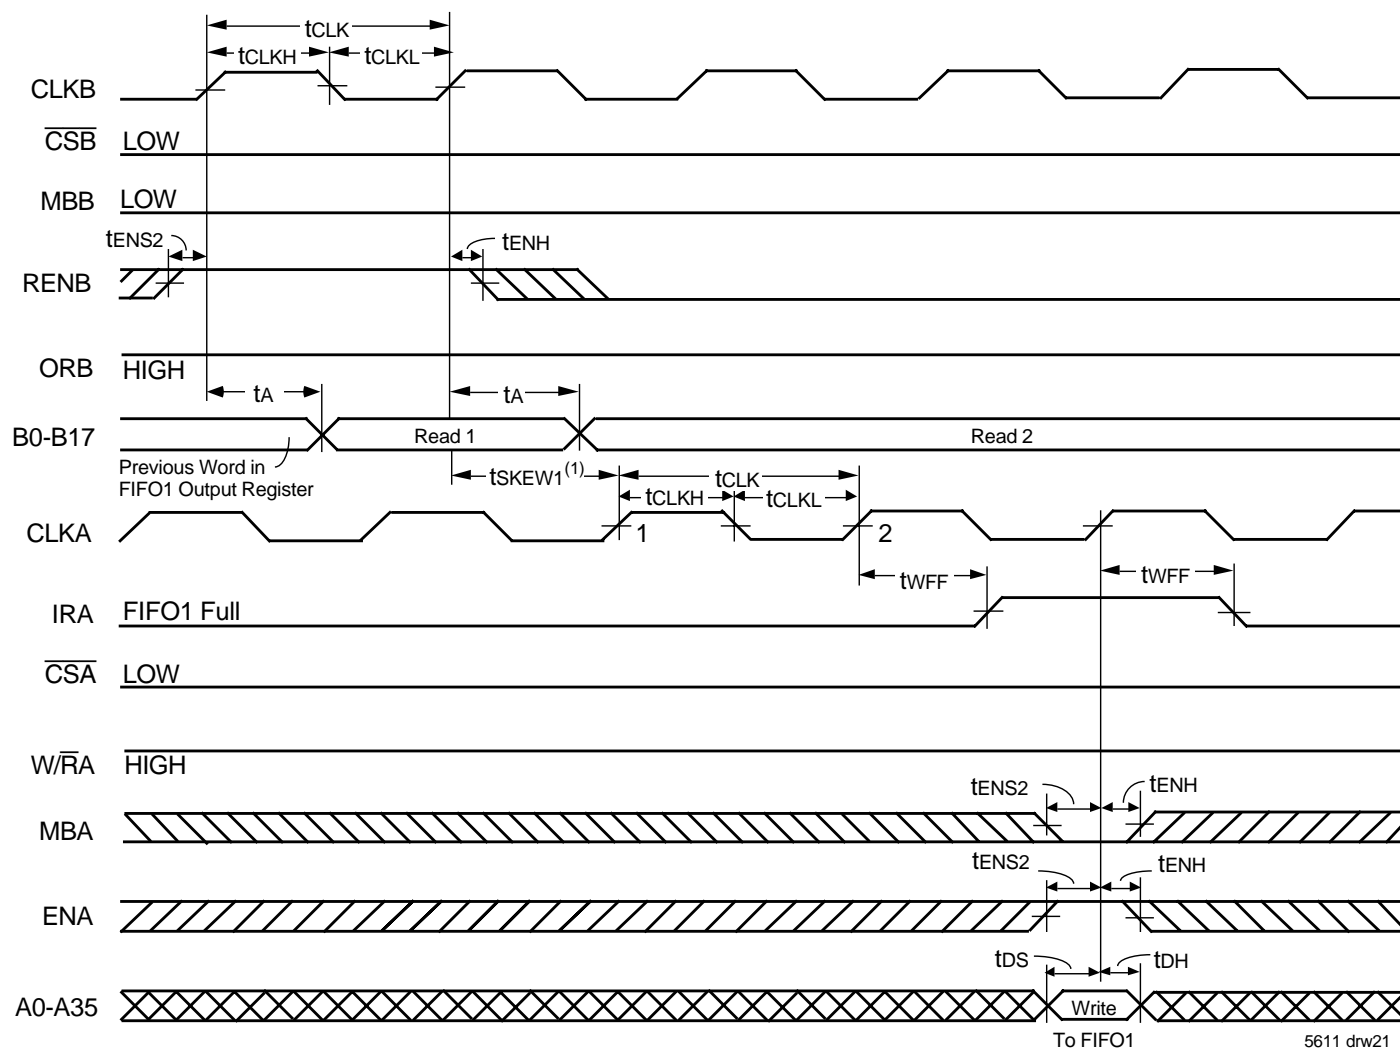 tCLK
tCLKH
tCLKL
CLKB
CSB LOW
MBB LOW
tENS2
tENH
RENB
ORB HIGH
tA
tA
B0-B17
Read 1
Read 2
Previous Word in
FIFO1 Output Register
tSKEW1(1)
tCLK
tCLKH
tCLKL
CLKA
1
2
tWFF
tWFF
IRA FIFO1 Full
CSA LOW
W/RA HIGH
tENS2
tENH
MBA
tENS2
tENH
ENA
tDS
tDH
A0-A35
Write
To FIFO1
5611 drw21